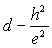 d - h²/e²